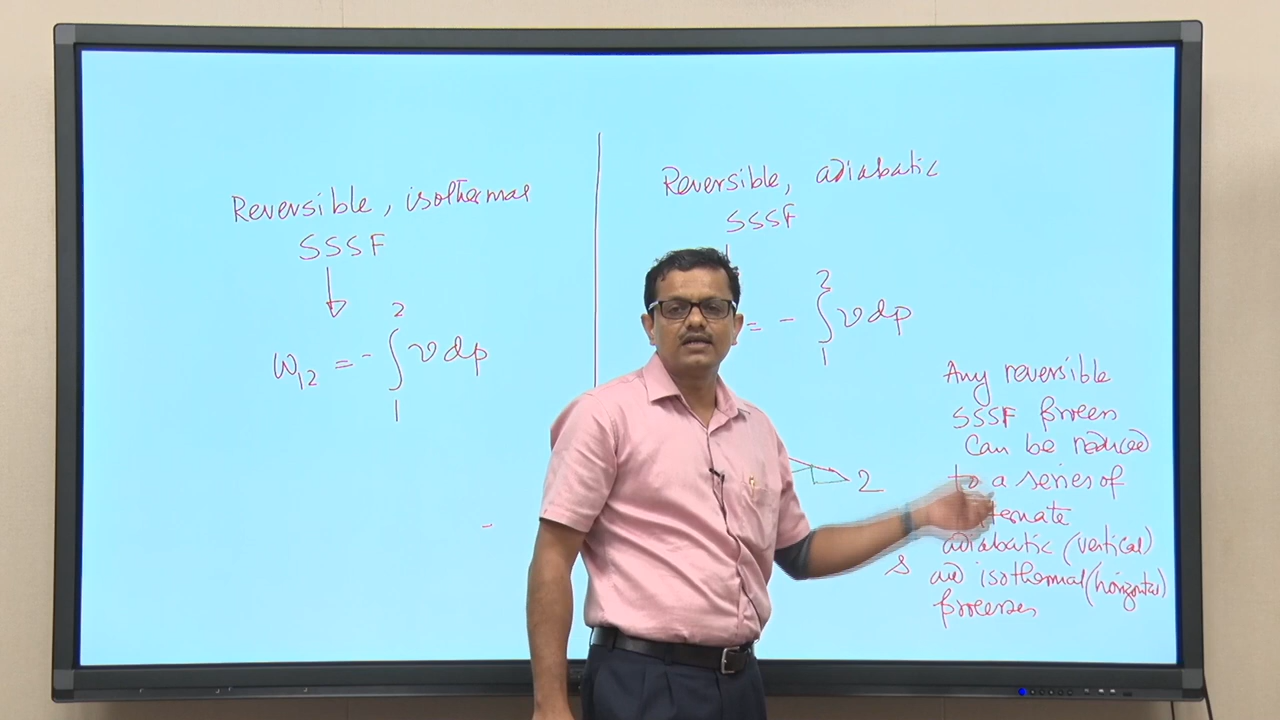 Reversible, isothermal
SSSF
w12 = - ∫ v dp
2
1
Reversible, adiabatic
SSSF
= - ∫ v dp
2
1
2
s
Any reversible
SSSF process
Can be reduced
to a series of
adiabatic (vertical)
and isothermal (horizontal)
processes